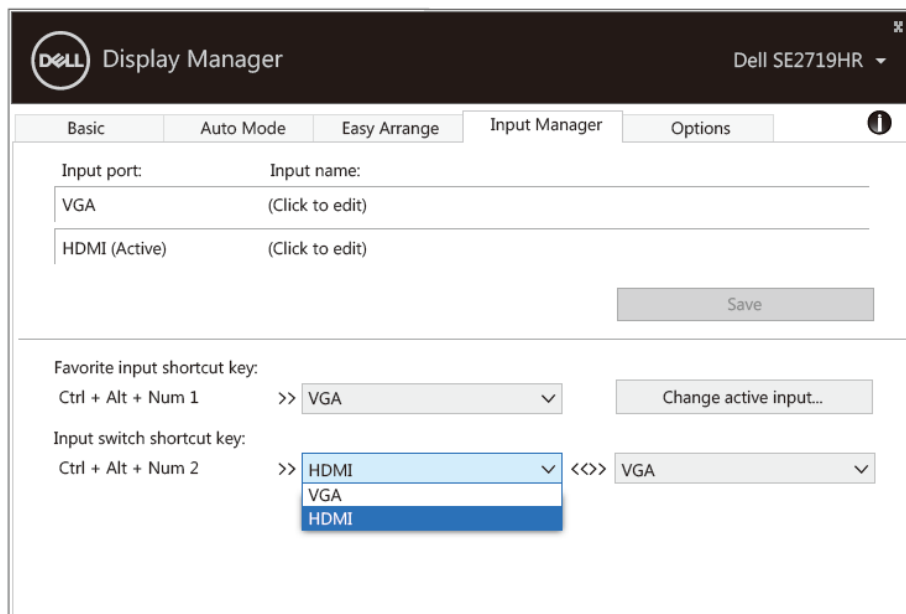 DELL Display Manager
Dell SE2719HR
Basic Auto Mode Easy Arrange Input Manager Options
Input port: Input name:
VGA (Click to edit)
HDMI (Active) (Click to edit)
Save
Favorite input shortcut key:
Ctrl + Alt + Num 1 >> VGA Change active input...
Input switch shortcut key:
Ctrl + Alt + Num 2 >> HDMI <<>> VGA
VGA
HDMI